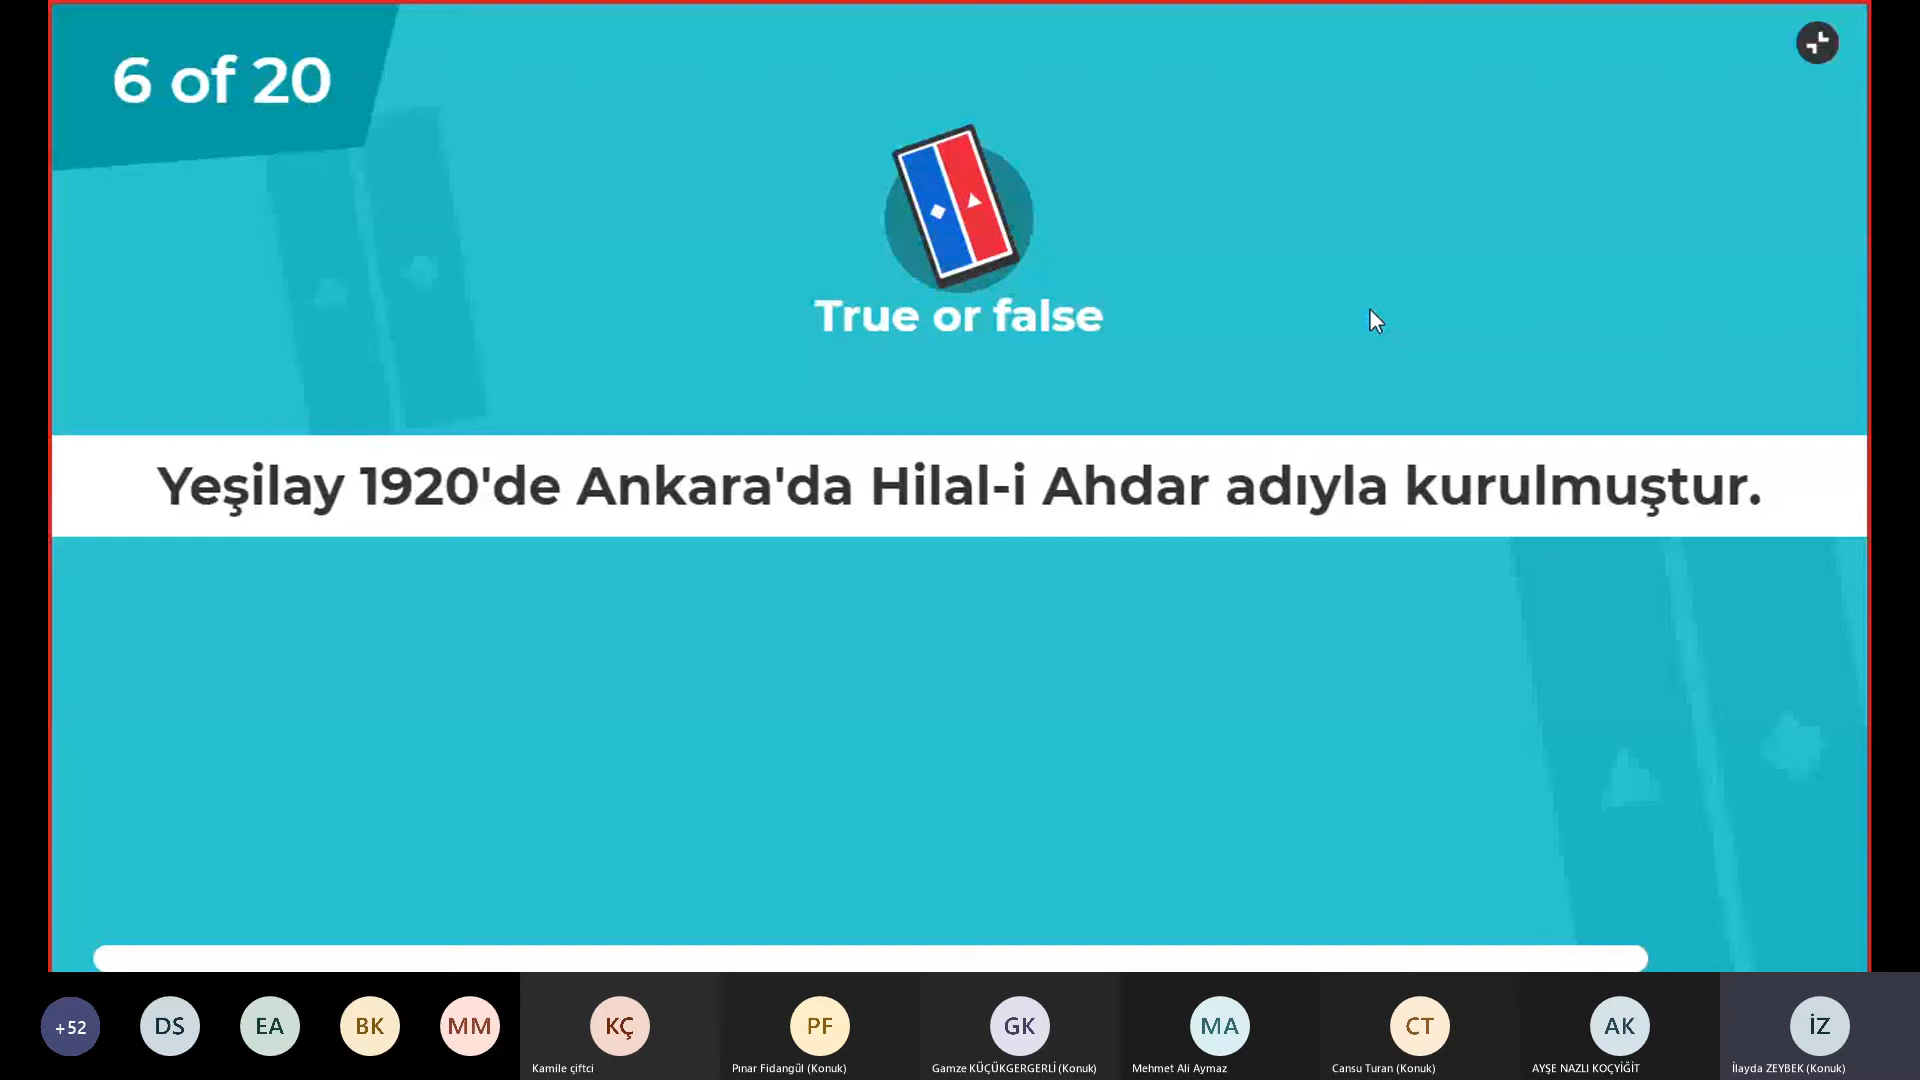 6 of 20
True or false
Yeşilay 1920'de Ankara'da Hilal-i Ahdar adıyla kurulmuştur.
+52
DS
EA
BK
MM
KÇ
PF
GK
MA
CT
AK
İZ
Kamile çiftci
Pınar Fidangül (Konuk)
Gamze KÜÇÜKGERGERLİ (Konuk)
Mehmet Ali Aymaz
Cansu Turan (Konuk)
AYŞE NAZLI KOÇYİĞİT
İlayda ZEYBEK (Konuk)